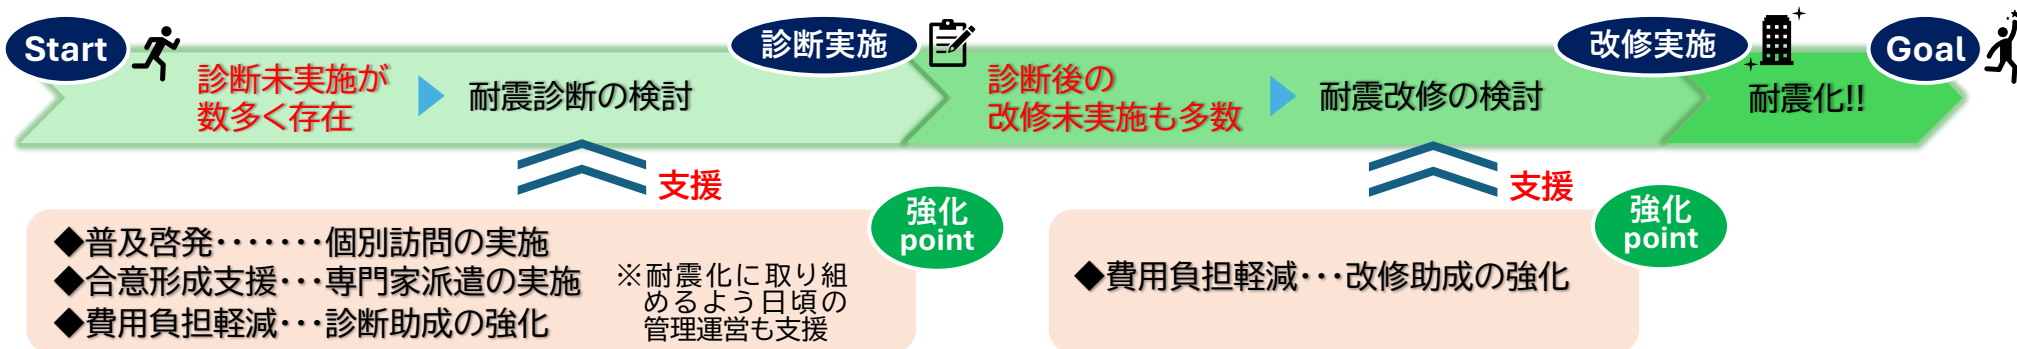 Start
診断未実施が
数多く存在
耐震診断の検討
診断実施
診断後の
改修未実施も多数
耐震改修の検討
改修実施
耐震化!!
Goal
支援
強化
point
◆普及啓発・・・・・・・個別訪問の実施
◆合意形成支援・・・専門家派遣の実施
◆費用負担軽減・・・診断助成の強化
※耐震化に取り組
めるよう日頃の
管理運営も支援
支援
強化
point
◆費用負担軽減・・・改修助成の強化